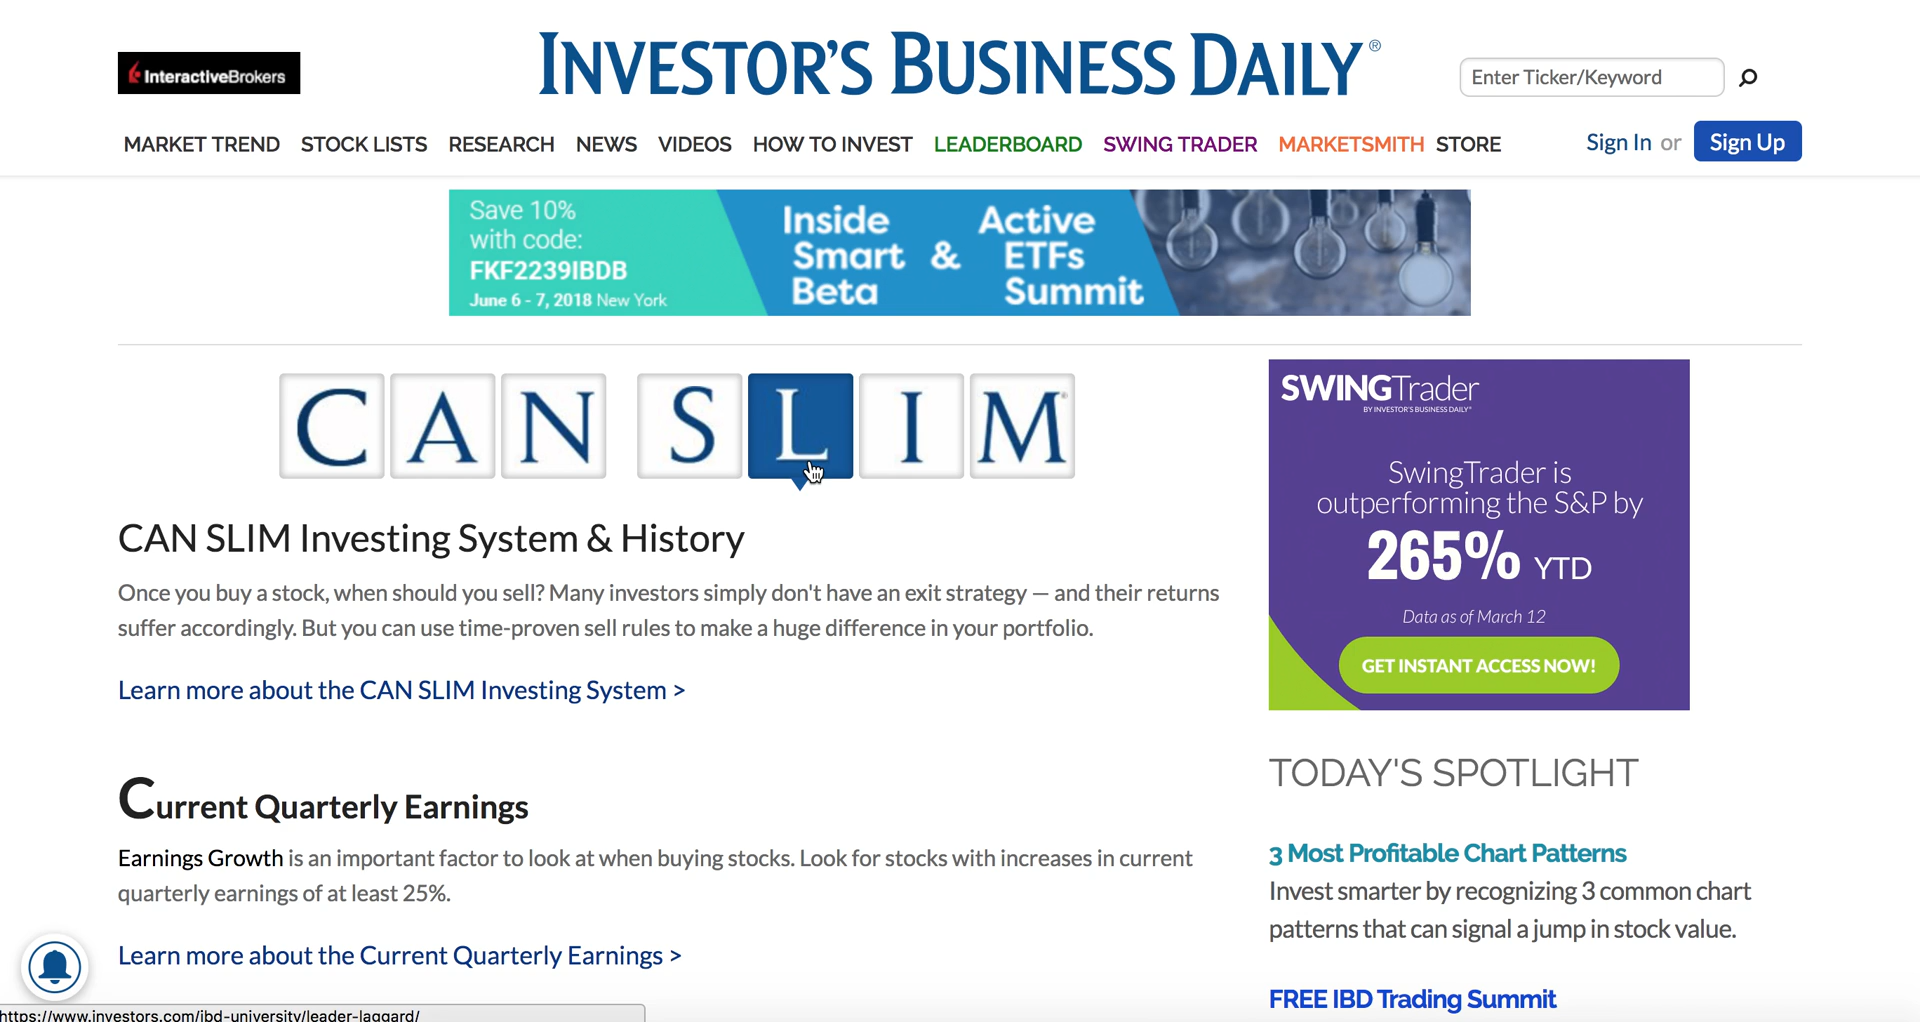 InteractiveBrokers
INVESTOR'S BUSINESS DAILY®
Enter Ticker/Keyword
MARKET TREND STOCK LISTS RESEARCH NEWS VIDEOS HOW TO INVEST LEADERBOARD SWING TRADER MARKETSMITH STORE
Sign In or Sign Up
Save 10%
with code:
FKF2239IBDB
June 6 - 7, 2018 New York
Inside
Smart
Beta
&
Active
ETFs
Summit
C A N S L I M®
CAN SLIM Investing System & History
Once you buy a stock, when should you sell? Many investors simply don't have an exit strategy — and their returns
suffer accordingly. But you can use time-proven sell rules to make a huge difference in your portfolio.
Learn more about the CAN SLIM Investing System >
Current Quarterly Earnings
Earnings Growth is an important factor to look at when buying stocks. Look for stocks with increases in current
quarterly earnings of at least 25%.
Learn more about the Current Quarterly Earnings >
SWINGTrader
BY INVESTOR'S BUSINESS DAILY®
SwingTrader is
outperforming the S&P by
265% YTD
Data as of March 12
GET INSTANT ACCESS NOW!
TODAY'S SPOTLIGHT
3 Most Profitable Chart Patterns
Invest smarter by recognizing 3 common chart
patterns that can signal a jump in stock value.
FREE IBD Trading Summit
https://www.investors.com/ibd-university/leader-laggard/